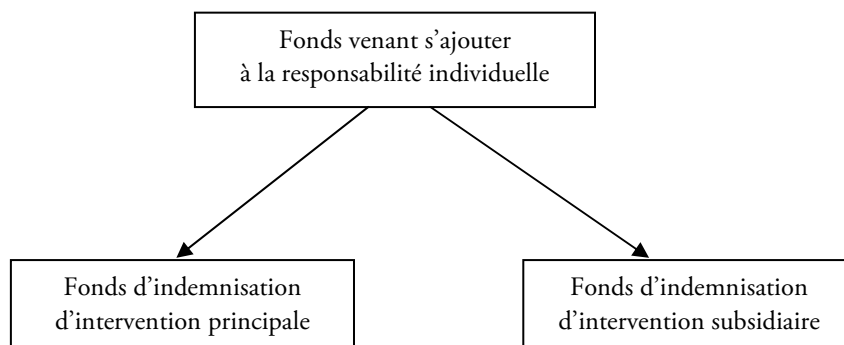 Fonds venant s’ajouter
à la responsabilité individuelle
Fonds d’indemnisation
d’intervention principale
Fonds d’indemnisation
d’intervention subsidiaire